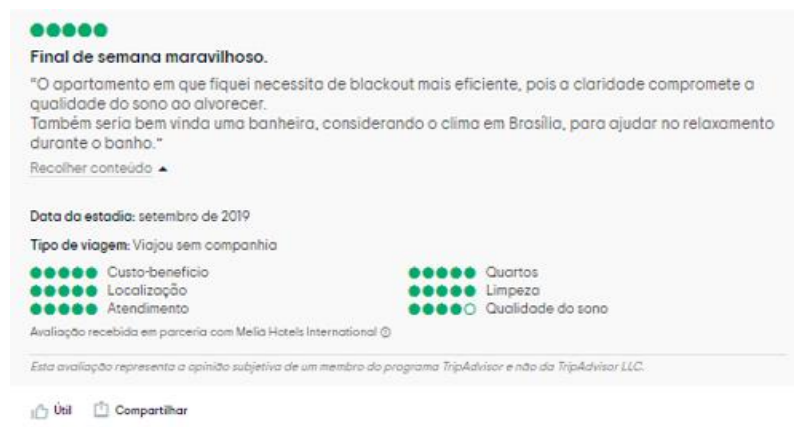 Final de semana maravilhoso.
"O apartamento em que fiquei necessita de blackout mais eficiente, pois a claridade compromete a
qualidade do sono ao alvorecer.
Também seria bem vinda uma banheira, considerando o clima em Brasília, para ajudar no relaxamento
durante o banho."
Recolher conteúdo
Data da estadia: setembro de 2019
Tipo de viagem: Viajou sem companhia
Custo-benefício Quartos
Localização Limpeza
Atendimento Qualidade do sono
Avaliação recebida em parceria com Melia Hotels International
Esta avaliação representa a opinião subjetiva de um membro do programa TripAdvisor e não da TripAdvisor LLC.
Útil Compartilhar